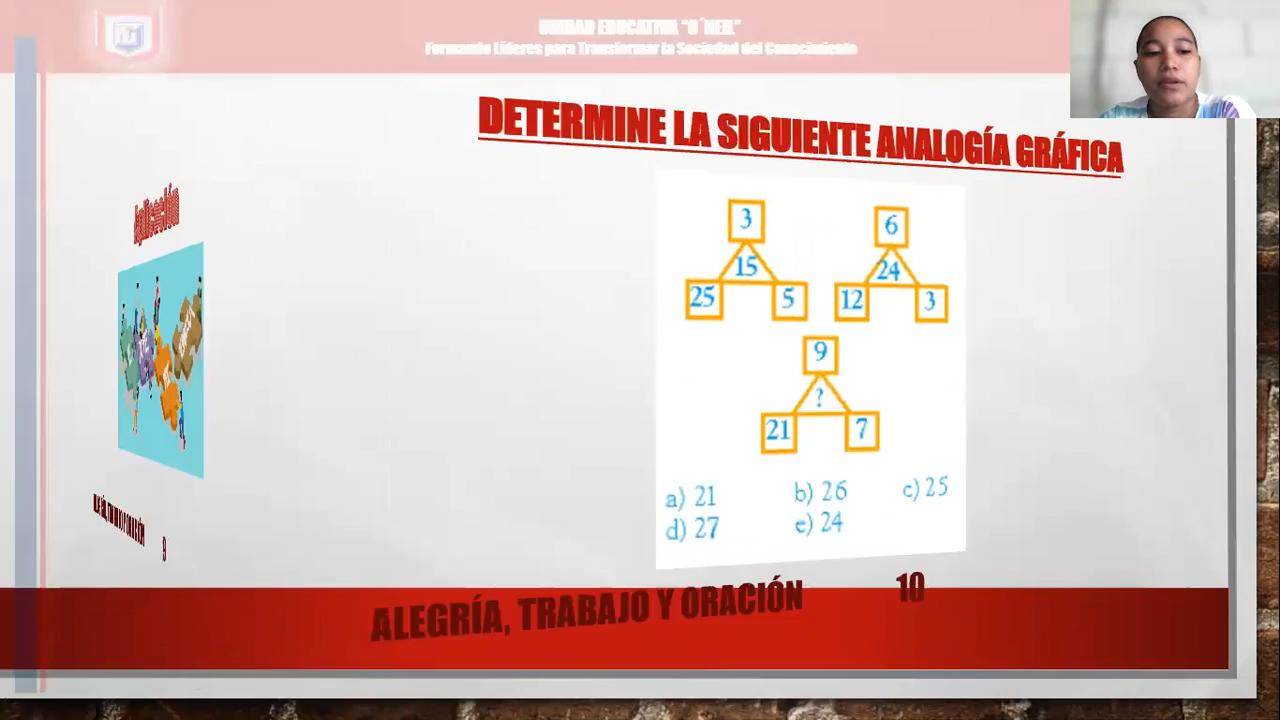 UNIDAD EDUCATIVA "O´NEIL"
Formando Líderes para Transformar la Sociedad del Conocimiento
DETERMINE LA SIGUIENTE ANALOGÍA GRÁFICA
Aplicación
3
15
25 5
6
24
12 3
9
?
21 7
a) 21 b) 26 c) 25
d) 27 e) 24
9
ALEGRÍA, TRABAJO Y ORACIÓN 10